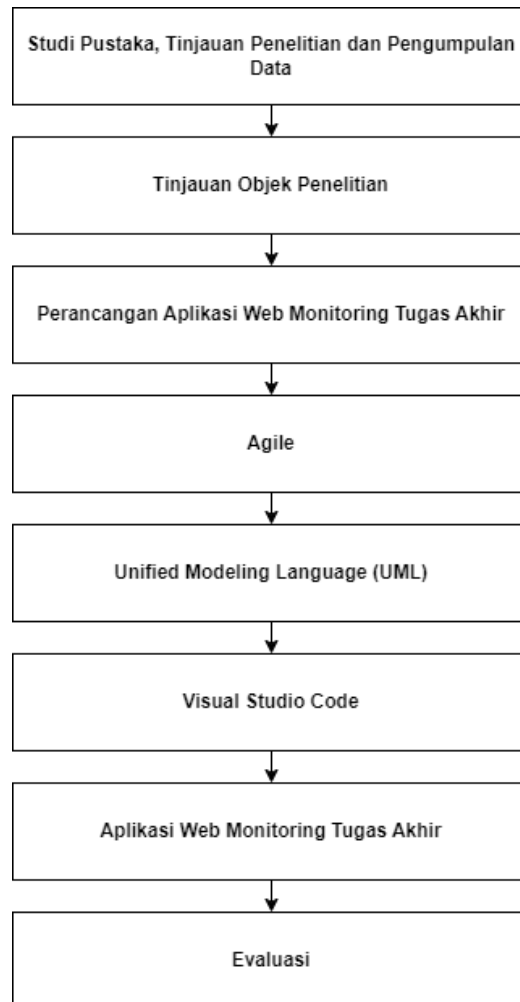 Studi Pustaka, Tinjauan Penelitian dan Pengumpulan
Data
Tinjauan Objek Penelitian
Perancangan Aplikasi Web Monitoring Tugas Akhir
Agile
Unified Modeling Language (UML)
Visual Studio Code
Aplikasi Web Monitoring Tugas Akhir
Evaluasi